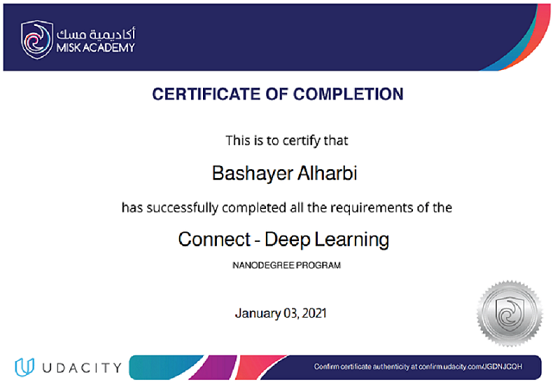 أكاديمية مسك
MISK ACADEMY
CERTIFICATE OF COMPLETION
This is to certify that
Bashayer Alharbi
has successfully completed all the requirements of the
Connect - Deep Learning
NANODEGREE PROGRAM
January 03, 2021
UDACITY
Confirm certificate authenticity at confirm.udacity.com/JGDNJCQH